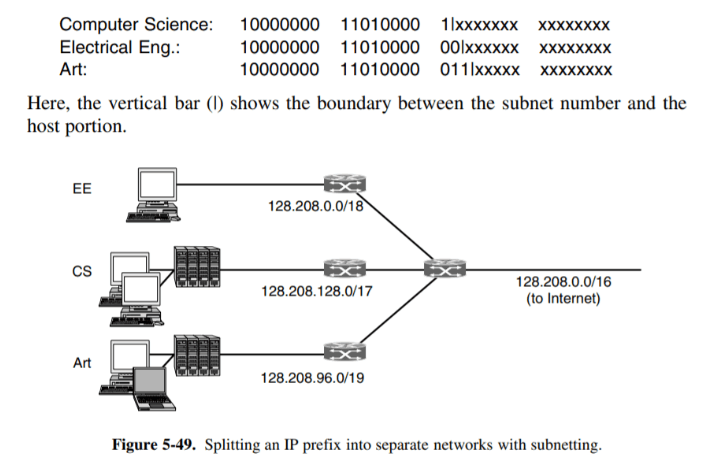 Computer Science: 10000000 11010000 1|xxxxxxx xxxxxxxx
Electrical Eng.: 10000000 11010000 00|xxxxxx xxxxxxxx
Art: 10000000 11010000 011|xxxxx xxxxxxxx
Here, the vertical bar (|) shows the boundary between the subnet number and the
host portion.
EE
128.208.0.0/18
CS
128.208.128.0/17
128.208.0.0/16
(to Internet)
Art
128.208.96.0/19
Figure 5-49. Splitting an IP prefix into separate networks with subnetting.